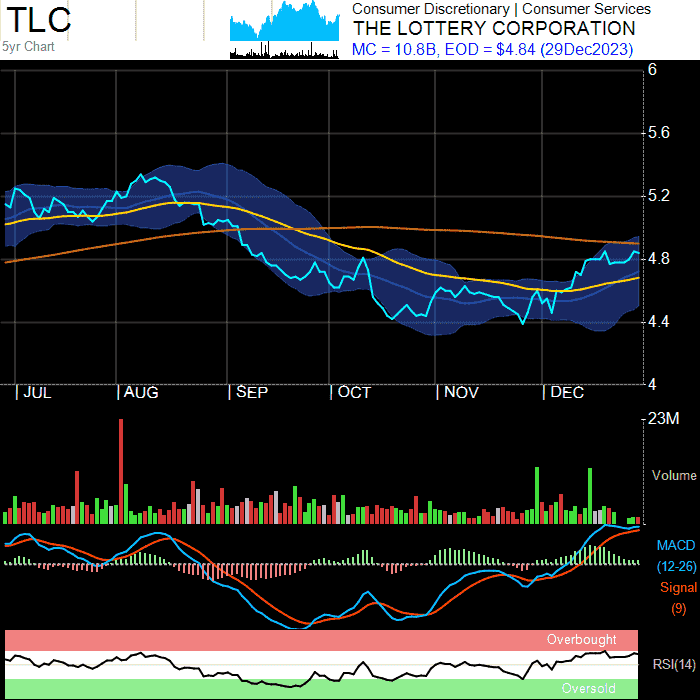 TLC
5yr Chart
Consumer Discretionary | Consumer Services
THE LOTTERY CORPORATION
MC = 10.8B, EOD = $4.84 (29Dec2023)
6
5.6
5.2
4.8
4.4
4
| JUL | AUG | SEP | OCT | NOV | DEC
23M
Volume
MACD
(12-26)
Signal
(9)
Overbought
RSI(14)
Oversold